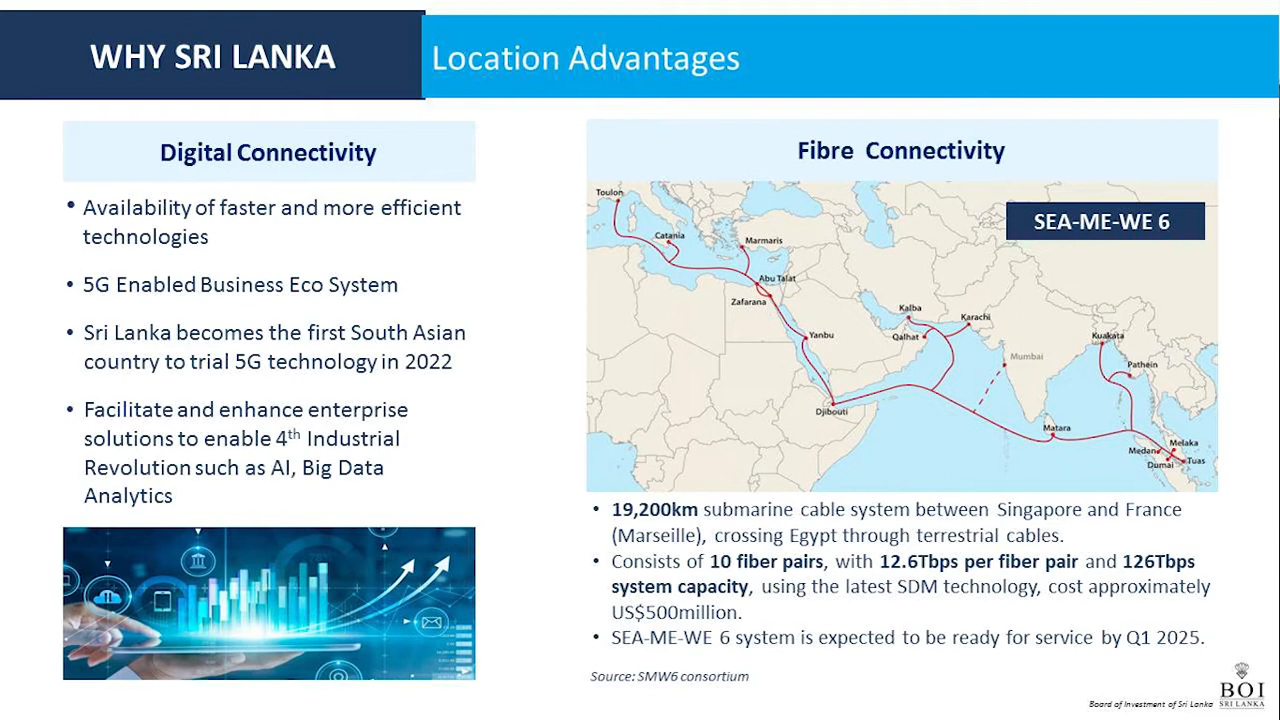 WHY SRI LANKA
Location Advantages
Digital Connectivity
• Availability of faster and more efficient
technologies
• 5G Enabled Business Eco System
• Sri Lanka becomes the first South Asian
country to trial 5G technology in 2022
• Facilitate and enhance enterprise
solutions to enable 4th Industrial
Revolution such as AI, Big Data
Analytics
Fibre Connectivity
SEA-ME-WE 6
Toulon
Catania
Marmaris
Abu Talat
Zafarana
Yanbu
Kalba
Karachi
Qalhat
Kuakata
Mumbai
Pathein
Djibouti
Matara
Melaka
Medan
Dumai
Tuas
• 19,200km submarine cable system between Singapore and France
(Marseille), crossing Egypt through terrestrial cables.
• Consists of 10 fiber pairs, with 12.6Tbps per fiber pair and 126Tbps
system capacity, using the latest SDM technology, cost approximately
US$500million.
• SEA-ME-WE 6 system is expected to be ready for service by Q1 2025.
Source: SMW6 consortium
Board of Investment of Sri Lanka
BOI
SRI LANKA